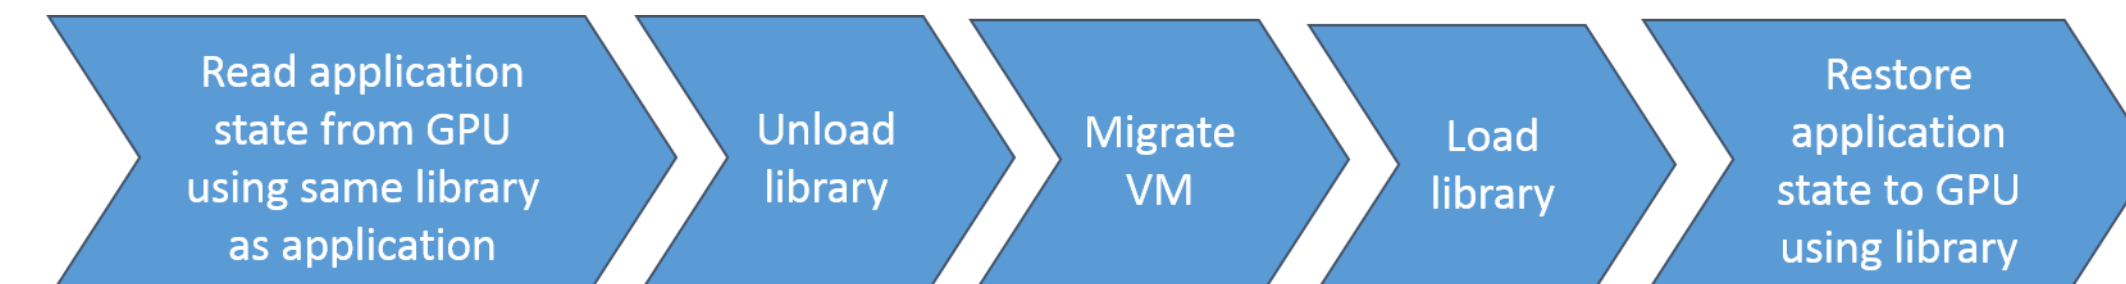 Read application
state from GPU
using same library
as application
Unload
library
Migrate
VM
Load
library
Restore
application
state to GPU
using library